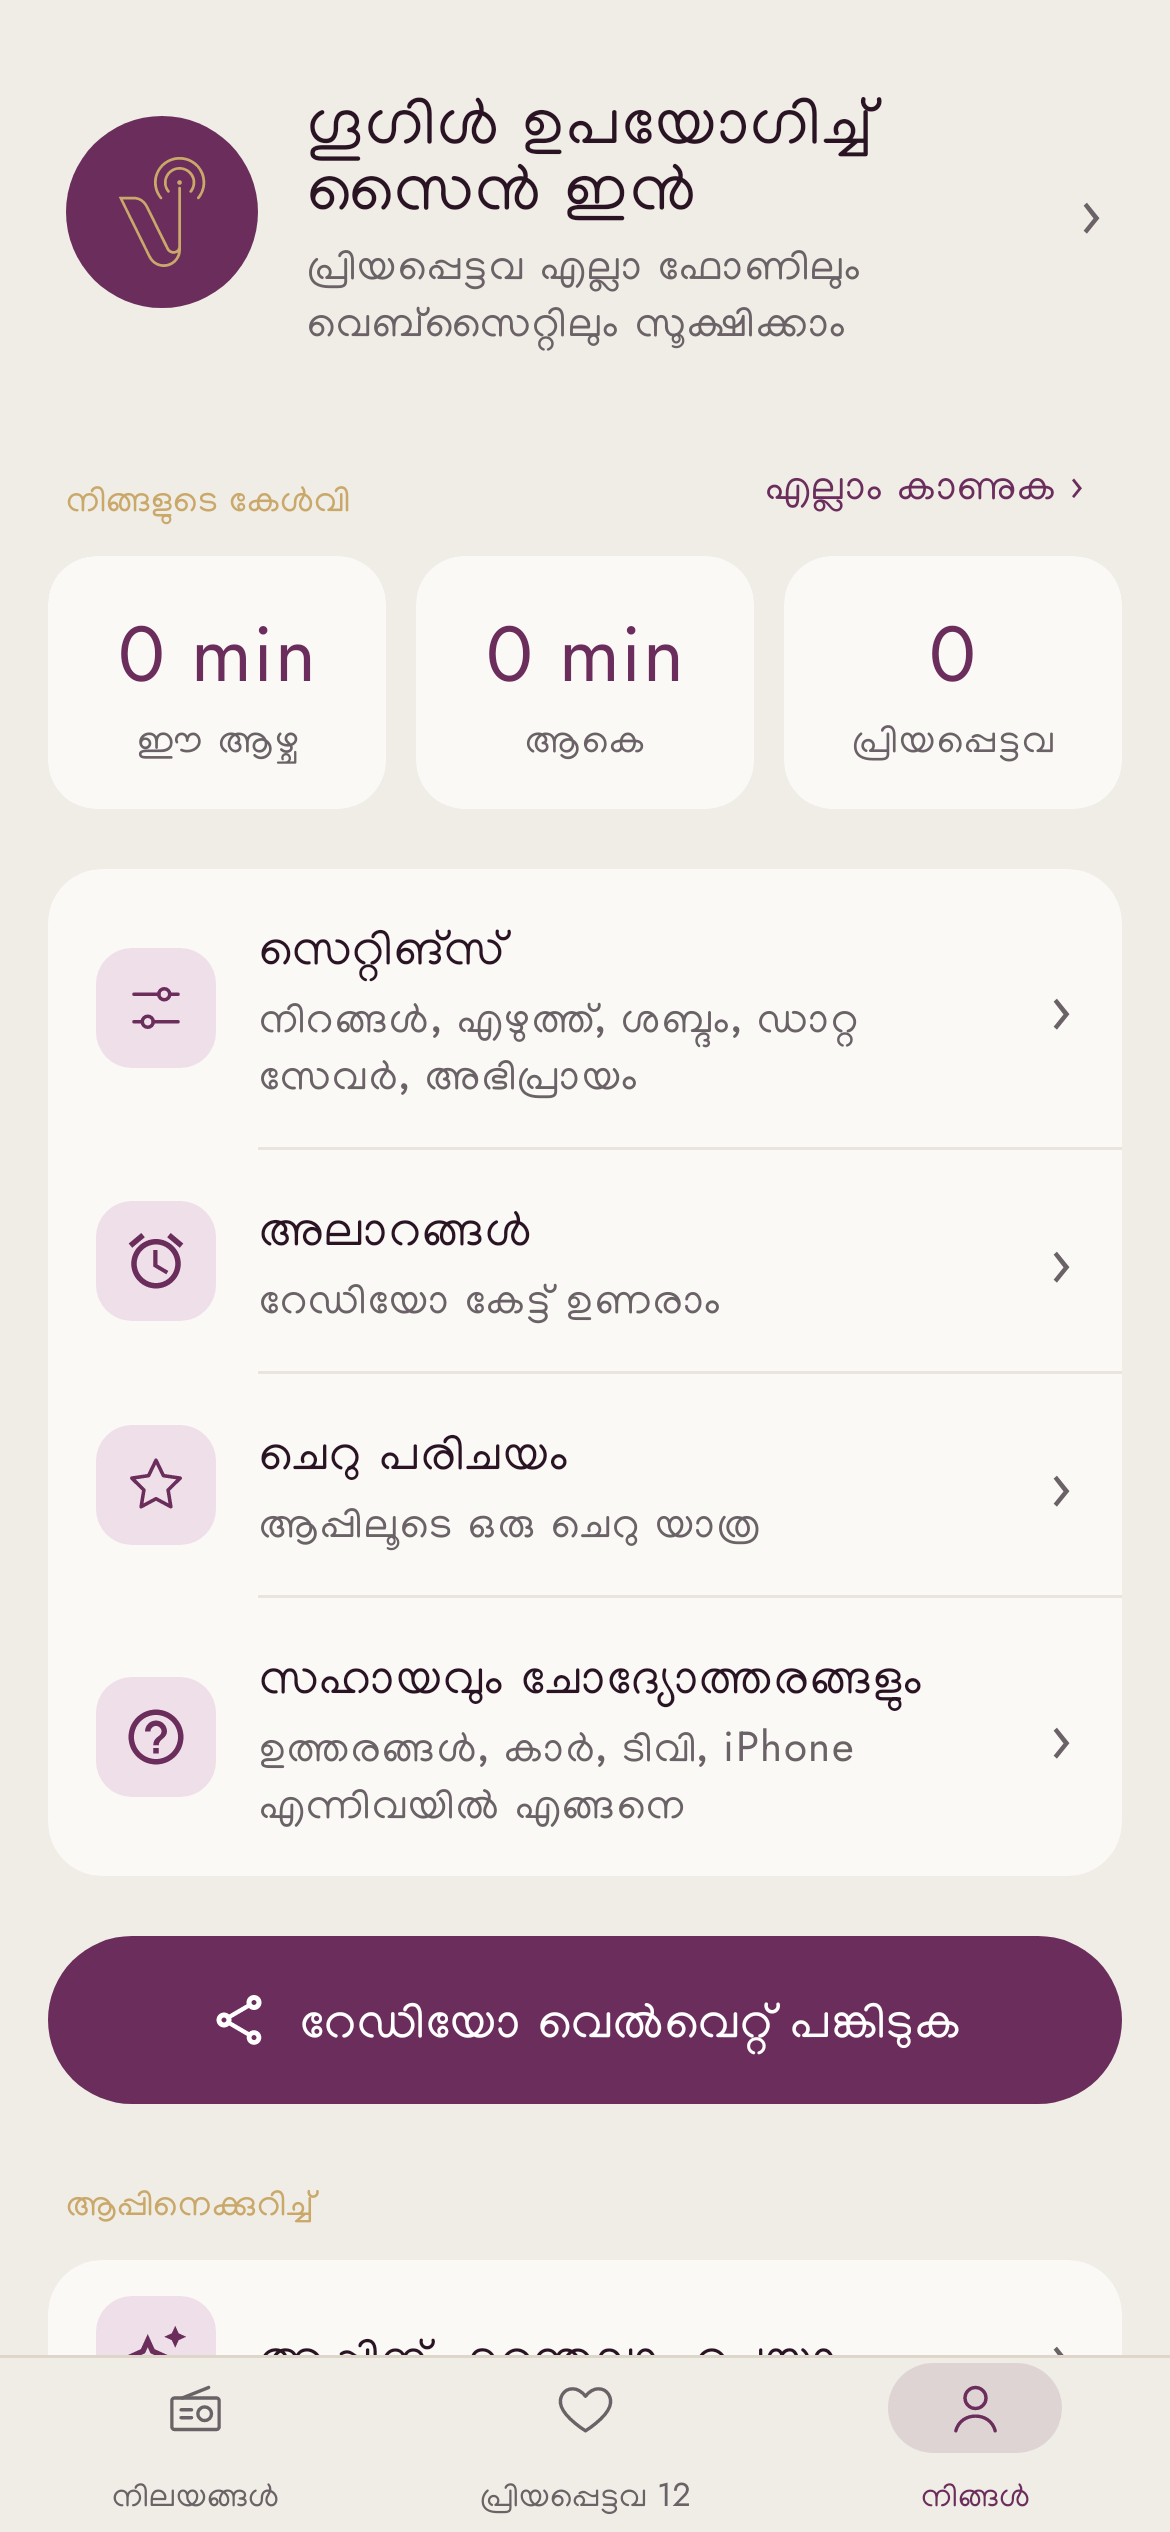 ഗൂഗിൾ ഉപയോഗിച്ച്
സൈൻ ഇൻ
പ്രിയപ്പെട്ടവ എല്ലാ ഫോണിലും
വെബ്സൈറ്റിലും സൂക്ഷിക്കാം
നിങ്ങളുടെ കേൾവി
എല്ലാം കാണുക ›
0 min
ഈ ആഴ്ച
0 min
ആകെ
0
പ്രിയപ്പെട്ടവ
സെറ്റിങ്സ്
നിറങ്ങൾ, എഴുത്ത്, ശബ്ദം, ഡാറ്റ
സേവർ, അഭിപ്രായം
അലാറങ്ങൾ
റേഡിയോ കേട്ട് ഉണരാം
ചെറു പരിചയം
ആപ്പിലൂടെ ഒരു ചെറു യാത്ര
സഹായവും ചോദ്യോത്തരങ്ങളും
ഉത്തരങ്ങൾ, കാർ, ടിവി, iPhone
എന്നിവയിൽ എങ്ങനെ
റേഡിയോ വെൽവെറ്റ് പങ്കിടുക
ആപ്പിനെക്കുറിച്ച്
നിലയങ്ങൾ
പ്രിയപ്പെട്ടവ 12
നിങ്ങൾ